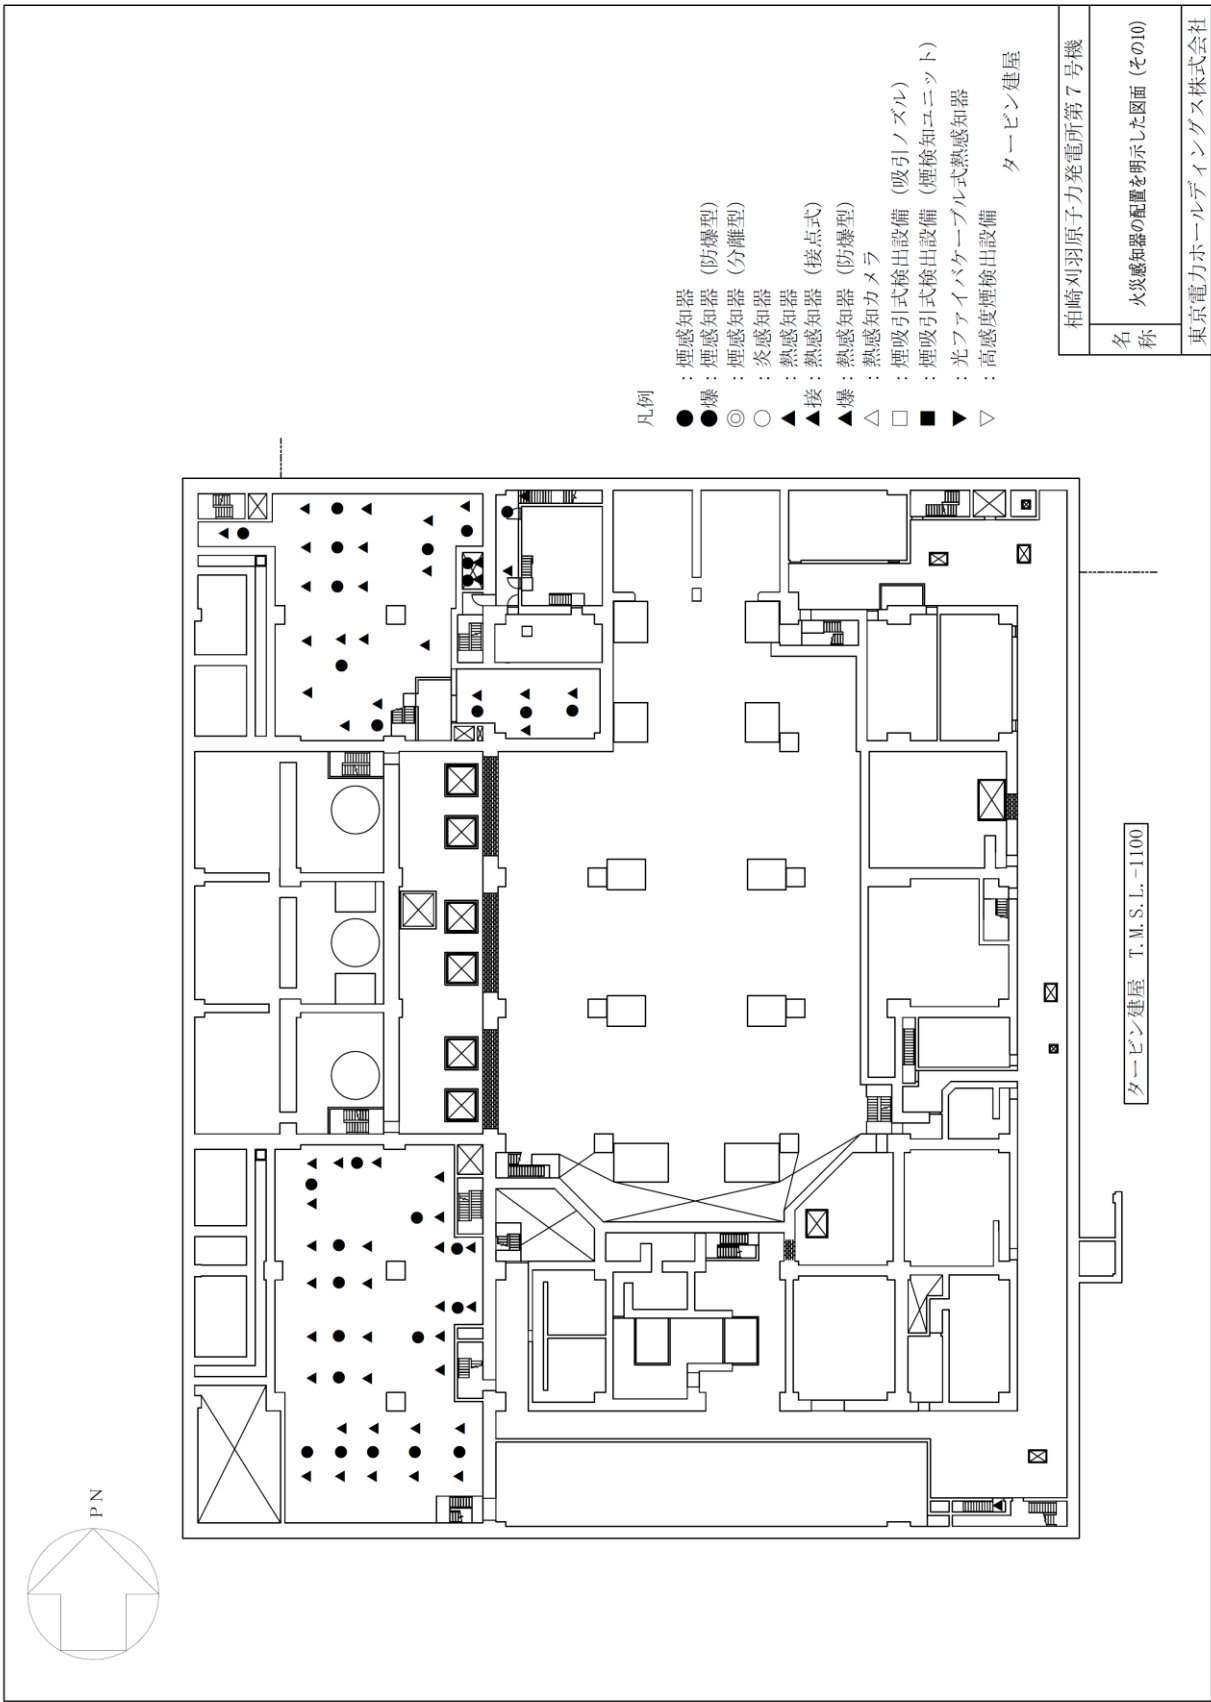 PN
凡例
● : 煙感知器
●爆 : 煙感知器 (防爆型)
◎ : 煙感知器 (分離型)
○ : 炎感知器
▲ : 熱感知器
▲接 : 熱感知器 (接点式)
▲爆 : 熱感知器 (防爆型)
△ : 熱感知カメラ
□ : 煙吸引式検出設備 (吸引ノズル)
■ : 煙吸引式検出設備 (煙検知ユニット)
▼ : 光ファイバケーブル式熱感知器
▽ : 高感度煙検出設備
タービン建屋
タービン建屋 T.M.S.L.-1100
柏崎刈羽原子力発電所第7号機
名称
火災感知器の配置を明示した図面 (その10)
東京電力ホールディングス株式会社